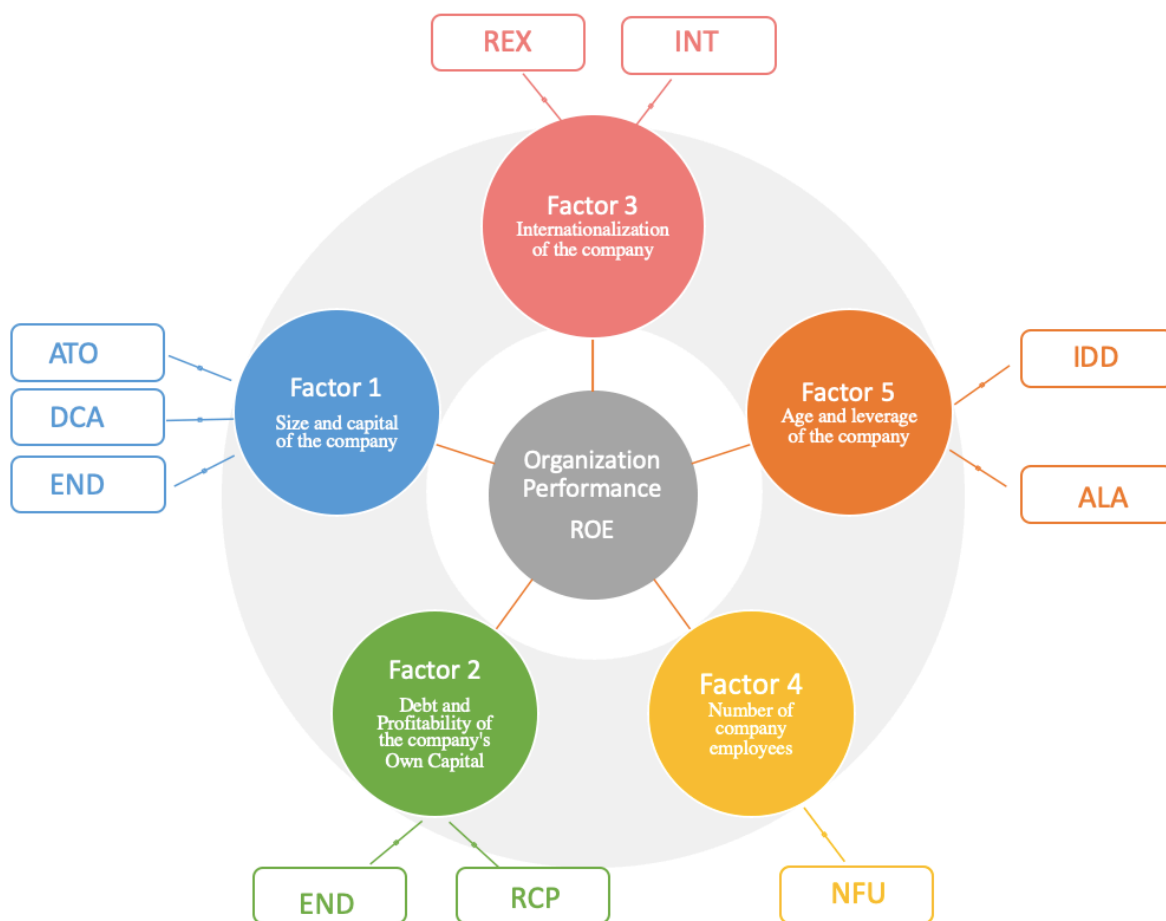 REX
INT
Factor 3
Internationalization
of the company
ATO
DCA
END
Factor 1
Size and capital
of the company
Organization
Performance
ROE
Factor 5
Age and leverage
of the company
IDD
ALA
Factor 2
Debt and
Profitability of
the company's
Own Capital
Factor 4
Number of
company
employees
END
RCP
NFU